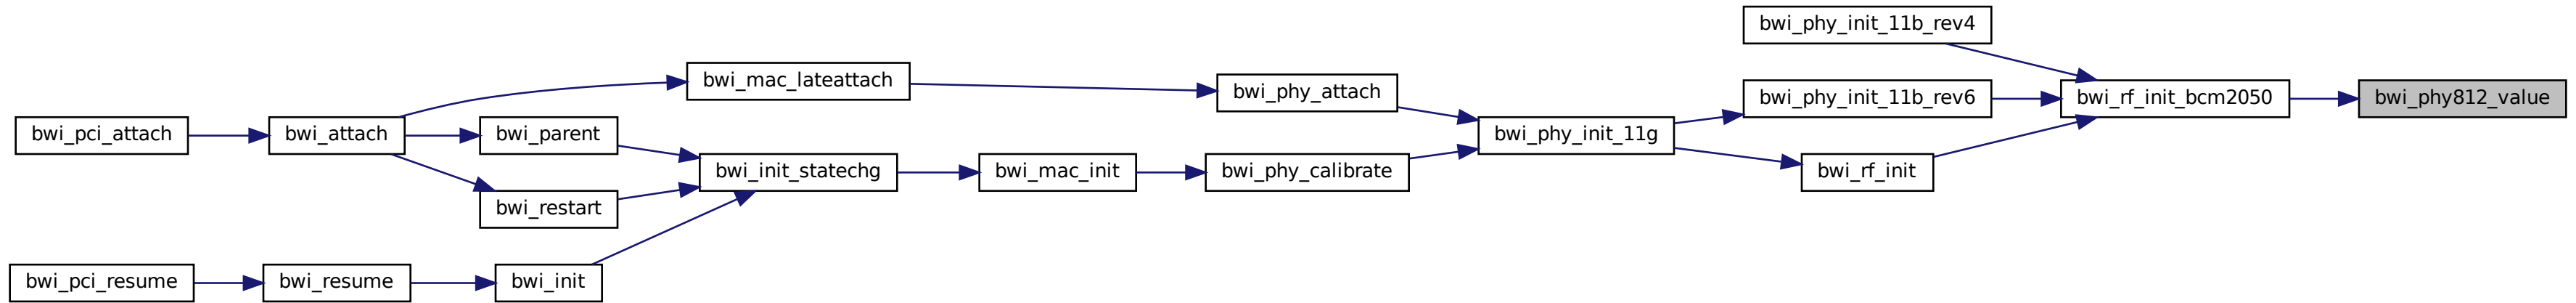 bwi_phy_init_11b_rev4
bwi_mac_lateattach
bwi_phy_attach
bwi_phy_init_11b_rev6
bwi_rf_init_bcm2050
bwi_phy812_value
bwi_pci_attach
bwi_attach
bwi_parent
bwi_phy_init_11g
bwi_init_statechg
bwi_mac_init
bwi_phy_calibrate
bwi_rf_init
bwi_restart
bwi_pci_resume
bwi_resume
bwi_init